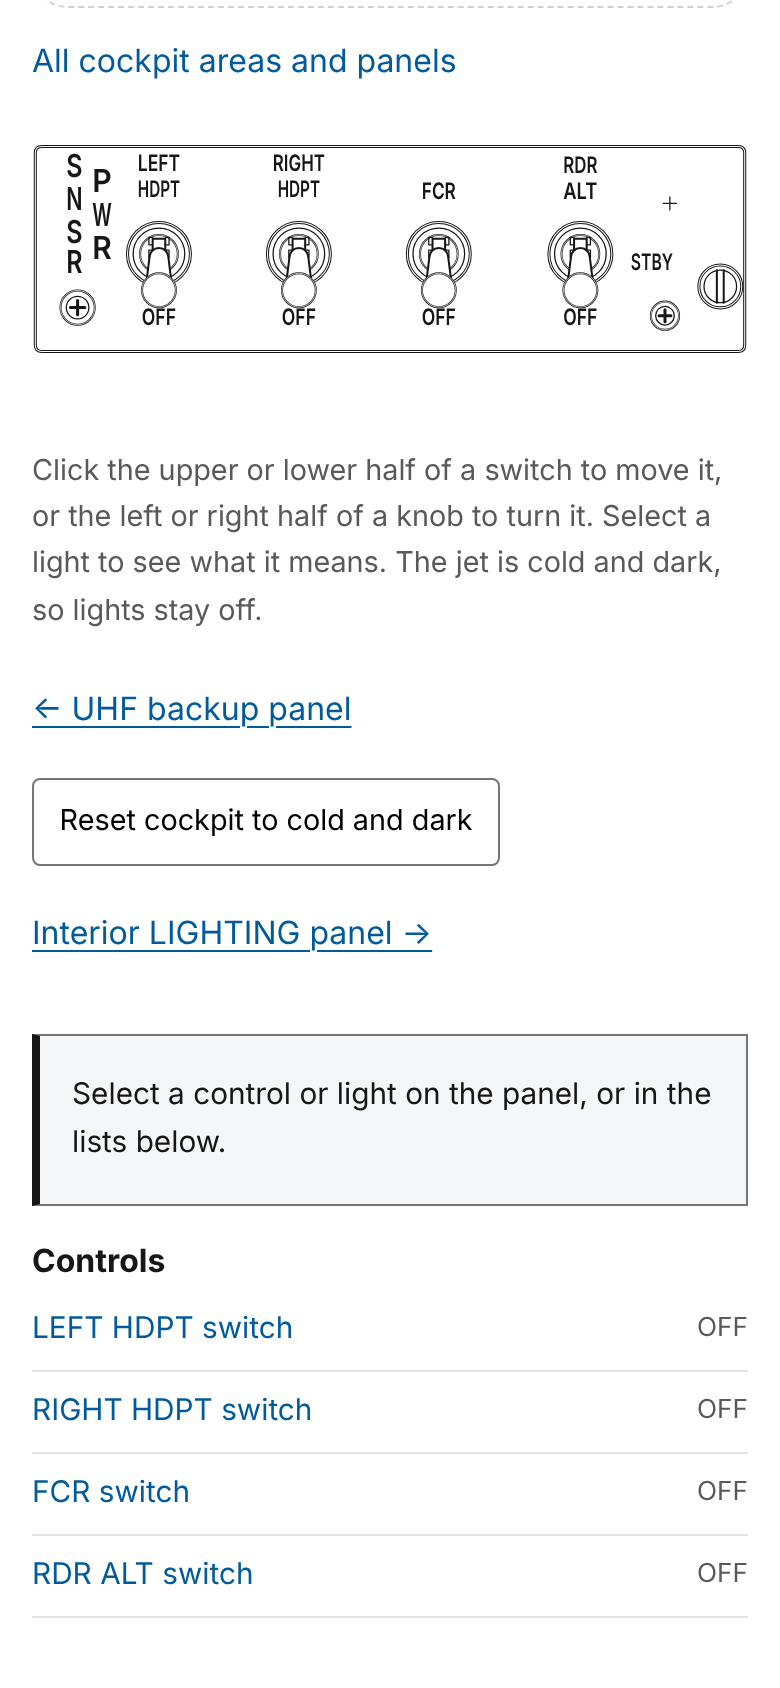 All cockpit areas and panels
SNSR
PWR
LEFT
HDPT
RIGHT
HDPT
FCR
RDR
ALT
STBY
OFF
OFF
OFF
OFF
Click the upper or lower half of a switch to move it,
or the left or right half of a knob to turn it. Select a
light to see what it means. The jet is cold and dark,
so lights stay off.
← UHF backup panel
Reset cockpit to cold and dark
Interior LIGHTING panel →
Select a control or light on the panel, or in the
lists below.
Controls
LEFT HDPT switch OFF
RIGHT HDPT switch OFF
FCR switch OFF
RDR ALT switch OFF